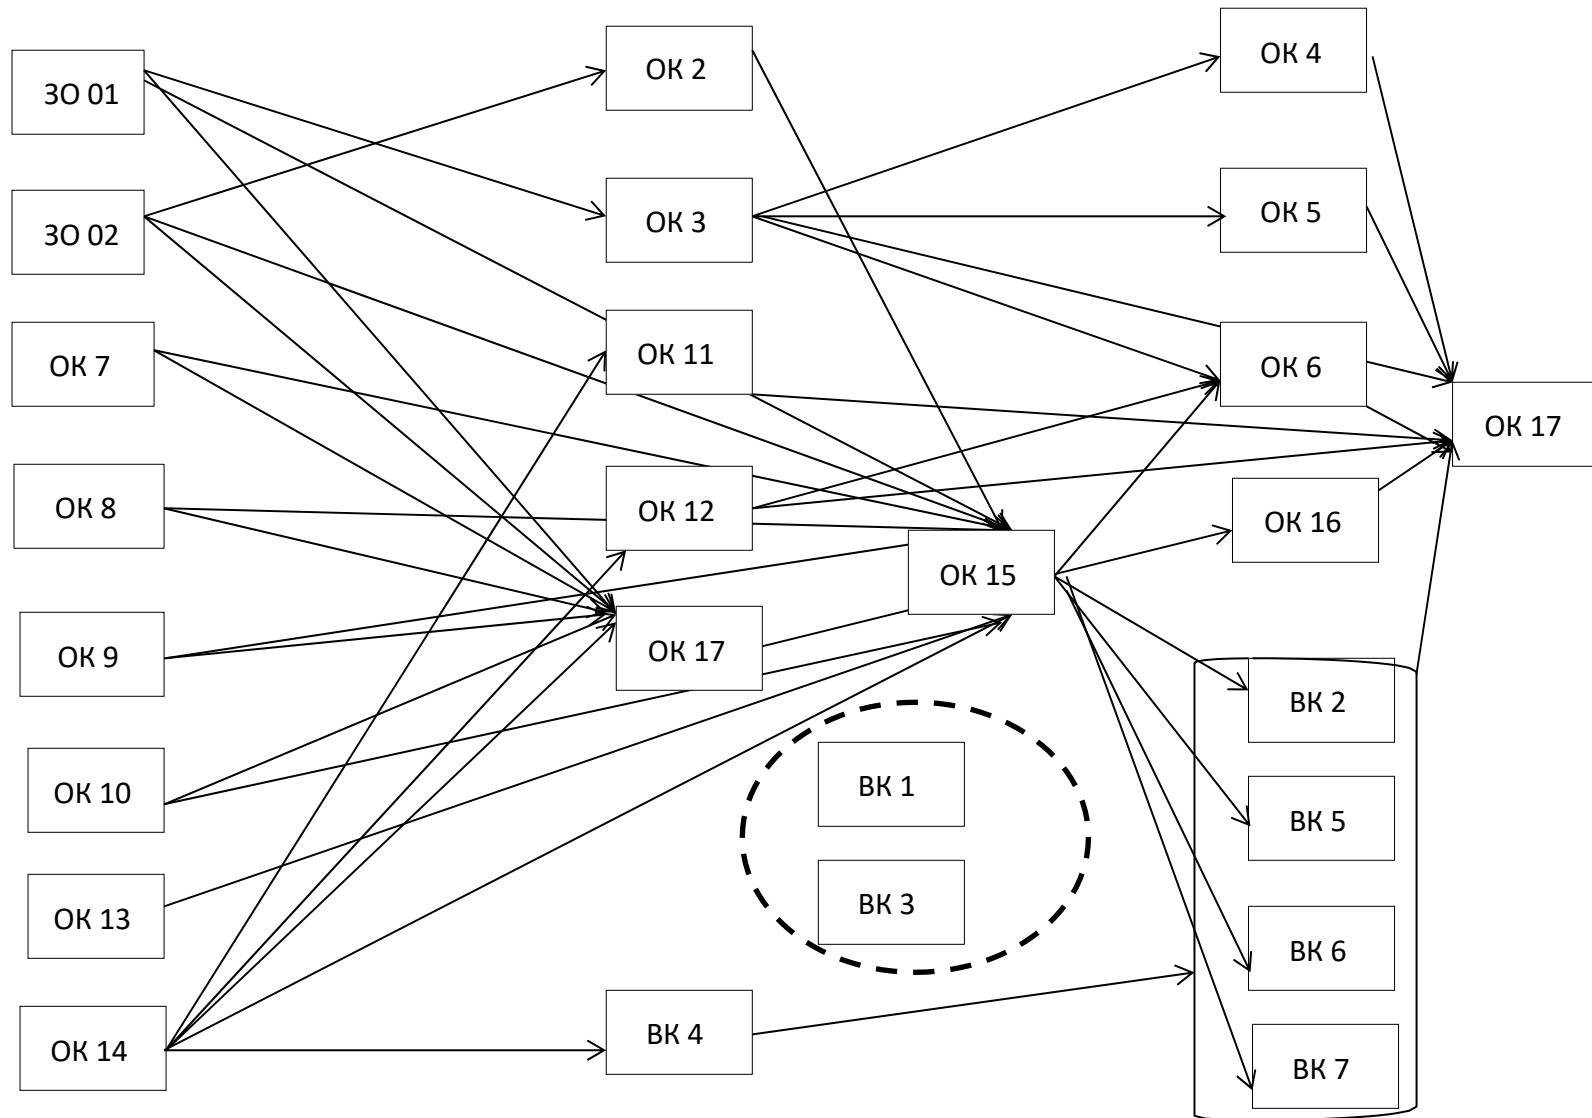 ЗО 01
ЗО 02
ОК 7
ОК 8
ОК 9
ОК 10
ОК 13
ОК 14
ОК 2
ОК 3
ОК 11
ОК 12
ОК 17
ВК 4
ОК 15
ВК 1
ВК 3
ОК 4
ОК 5
ОК 6
ОК 16
ВК 2
ВК 5
ВК 6
ВК 7
ОК 17